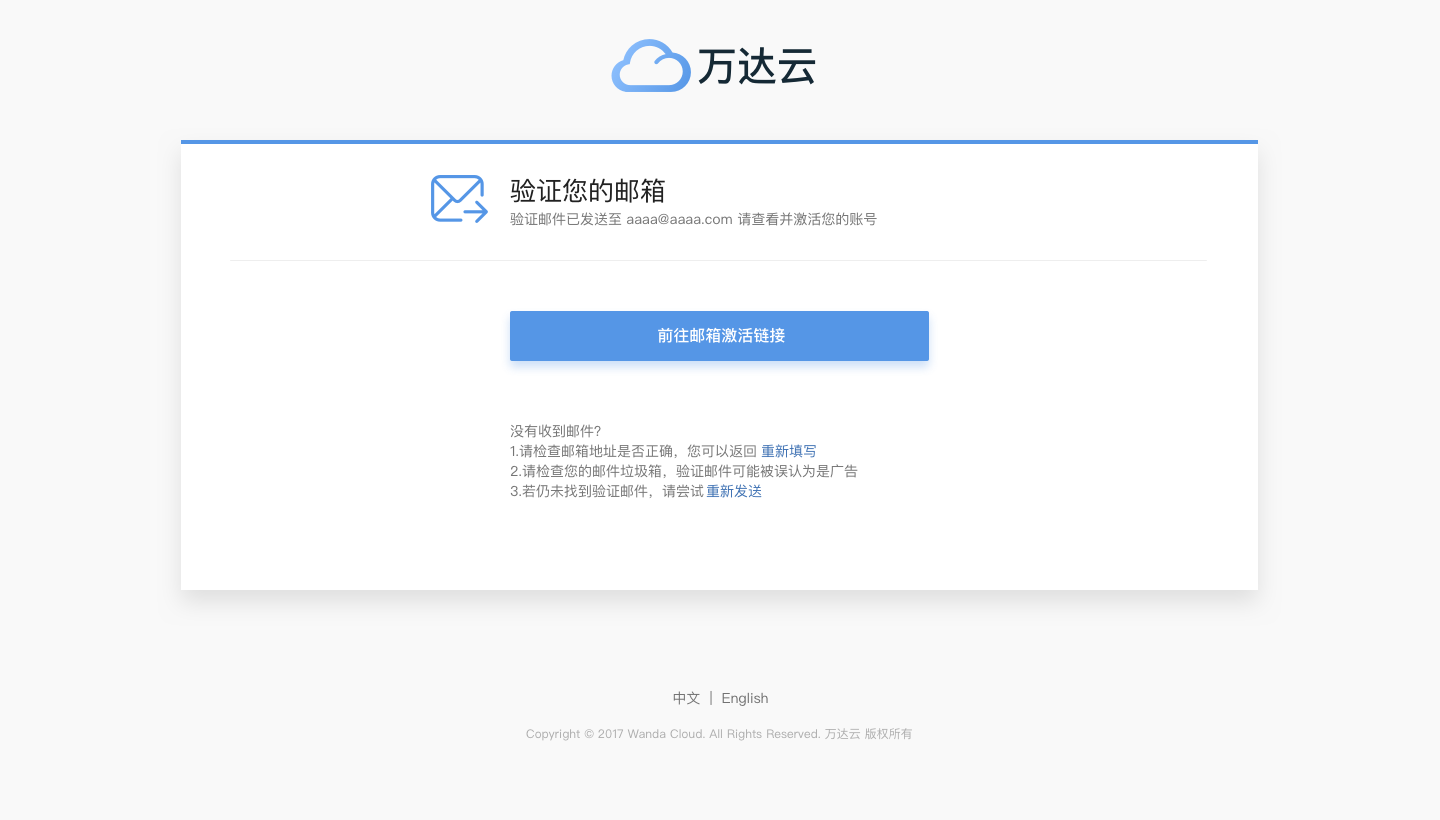 万达云
验证您的邮箱
验证邮件已发送至 aaaa@aaaa.com 请查看并激活您的账号
前往邮箱激活链接
没有收到邮件?
1.请检查邮箱地址是否正确，您可以返回 重新填写
2.请检查您的邮件垃圾箱，验证邮件可能被误认为是广告
3.若仍未找到验证邮件，请尝试 重新发送
中文 | English
Copyright © 2017 Wanda Cloud. All Rights Reserved. 万达云 版权所有